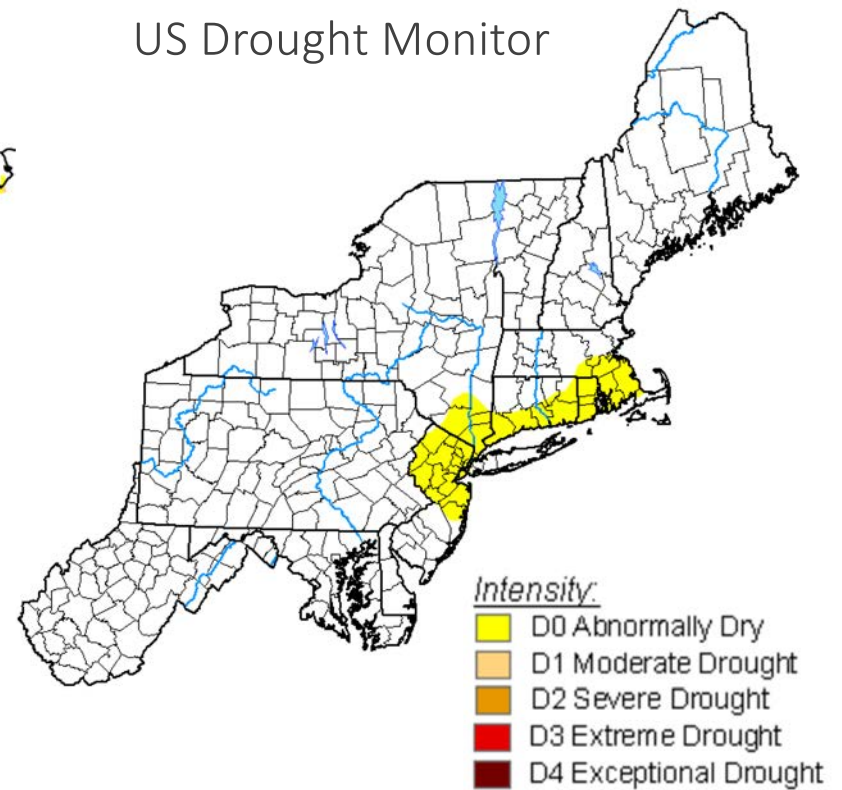 US Drought Monitor
Intensity:
D0 Abnormally Dry
D1 Moderate Drought
D2 Severe Drought
D3 Extreme Drought
D4 Exceptional Drought